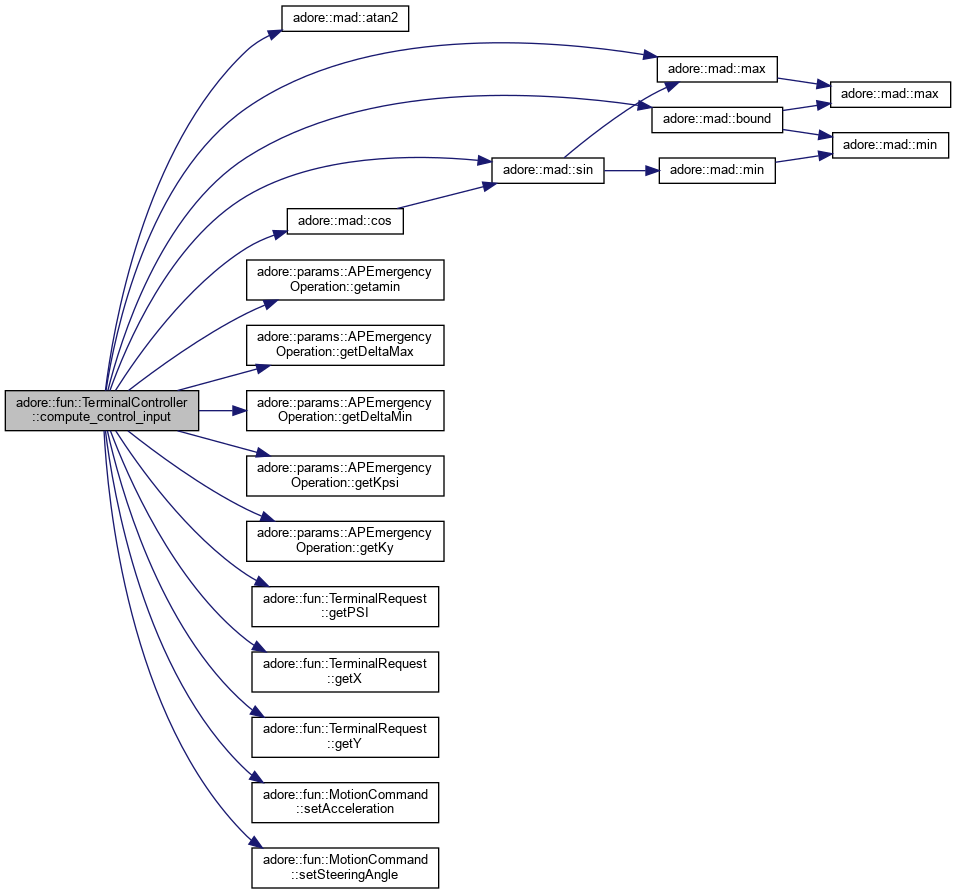 adore::mad::atan2
adore::mad::max
adore::mad::max
adore::mad::bound
adore::mad::min
adore::mad::sin
adore::mad::min
adore::mad::cos
adore::params::APEmergency
Operation::getamin
adore::params::APEmergency
Operation::getDeltaMax
adore::fun::TerminalController
::compute_control_input
adore::params::APEmergency
Operation::getDeltaMin
adore::params::APEmergency
Operation::getKpsi
adore::params::APEmergency
Operation::getKy
adore::fun::TerminalRequest
::getPSI
adore::fun::TerminalRequest
::getX
adore::fun::TerminalRequest
::getY
adore::fun::MotionCommand
::setAcceleration
adore::fun::MotionCommand
::setSteeringAngle